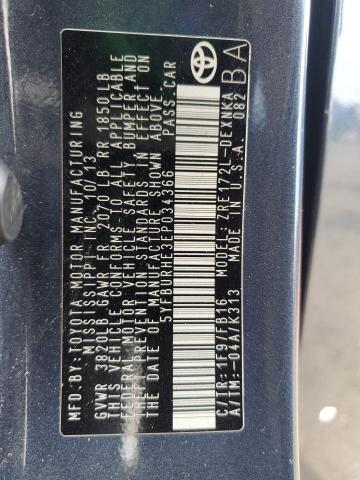 MFD.BY:TOYOTA MOTOR MANUFACTURING
MISSISSIPPI INC. 10/13
GVWR 3820LB GAWR FR 2070 LB RR 1850LB
THIS VEHICLE CONFORMS TO ALL APPLICABLE
FEDERAL MOTOR VEHICLE SAFETY, BUMPER AND
THEFT PREVENTION STANDARDS IN EFFECT ON
THE DATE OF MANUFACTURE SHOWN ABOVE.
5YFBURHE3EP034366 PASS.CAR
C/TR:1F9/FB16 MODEL:ZRE172L-DEXNKA
A/TM:-04A/K313 MADE IN U.S.A 082
BA